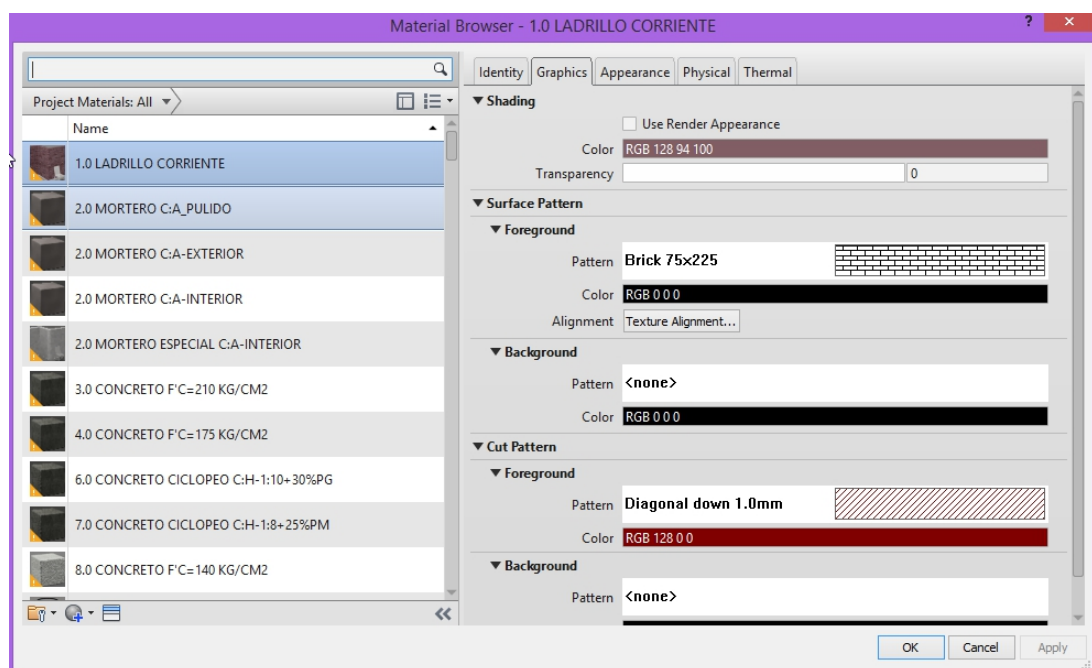 Material Browser - 1.0 LADRILLO CORRIENTE
?
Project Materials: All
Name
1.0 LADRILLO CORRIENTE
2.0 MORTERO C:A_PULIDO
2.0 MORTERO C:A-EXTERIOR
2.0 MORTERO C:A-INTERIOR
2.0 MORTERO ESPECIAL C:A-INTERIOR
3.0 CONCRETO F'C=210 KG/CM2
4.0 CONCRETO F'C=175 KG/CM2
6.0 CONCRETO CICLOPEO C:H-1:10+30%PG
7.0 CONCRETO CICLOPEO C:H-1:8+25%PM
8.0 CONCRETO F'C=140 KG/CM2
Identity Graphics Appearance Physical Thermal
Shading
Use Render Appearance
Color RGB 128 94 100
Transparency 0
Surface Pattern
Foreground
Pattern Brick 75x225
Color RGB 0 0 0
Alignment Texture Alignment...
Background
Pattern <none>
Color RGB 0 0 0
Cut Pattern
Foreground
Pattern Diagonal down 1.0mm
Color RGB 128 0 0
Background
Pattern <none>
OK Cancel Apply